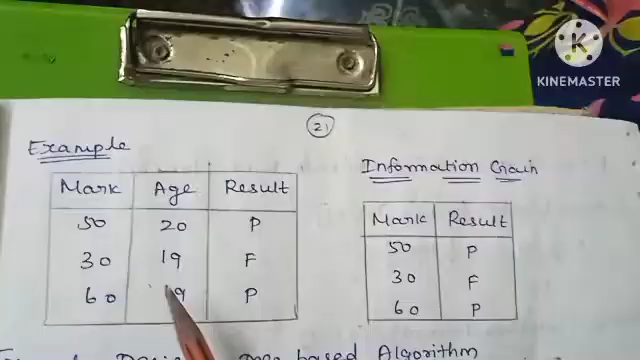 K
KINEMASTER
21
Example
Mark Age Result
50 20 P
30 19 F
60 P
Information Gain
Mark Result
50 P
30 F
60 P
based Algorithm